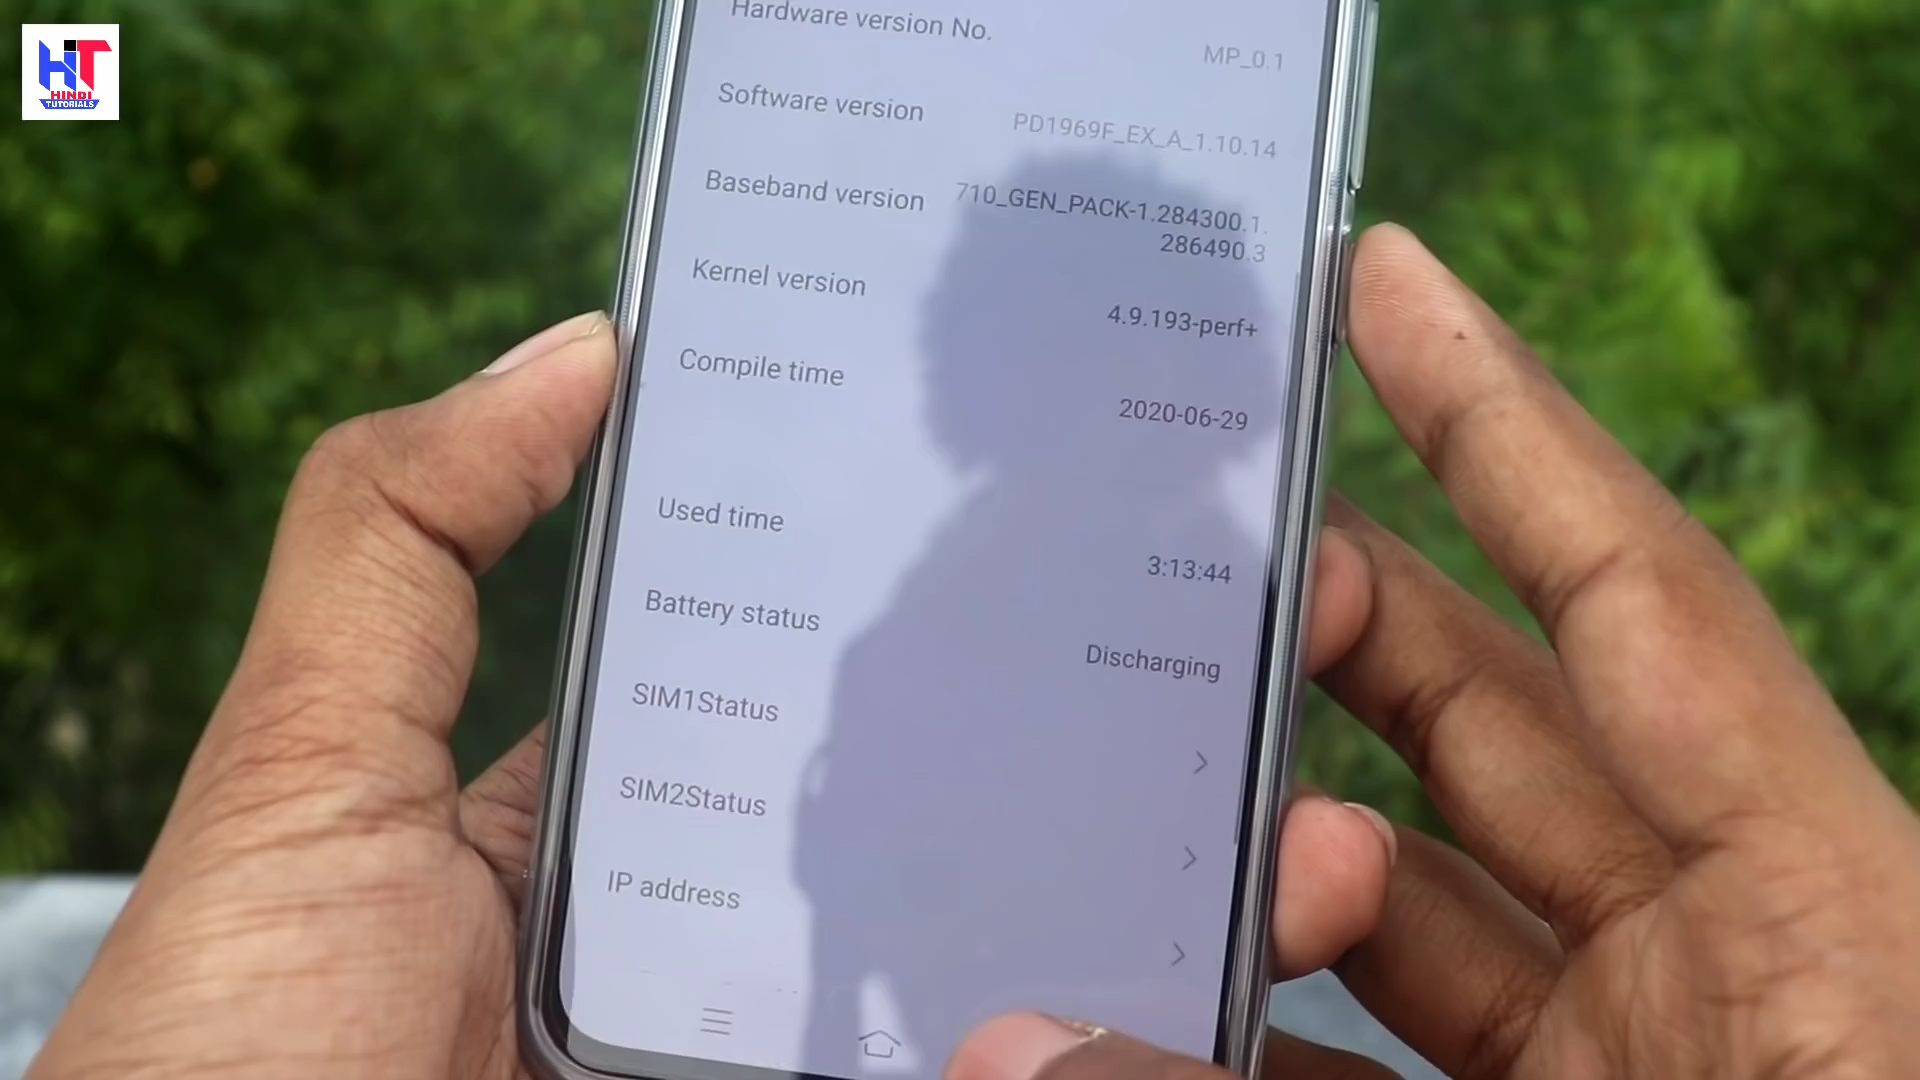 HT
HINDI
TUTORIALS
Hardware version No.
MP_0.1
Software version
PD1969F_EX_A_1.10.14
Baseband version
710_GEN_PACK-1.284300.1.
286490.3
Kernel version
4.9.193-perf+
Compile time
2020-06-29
Used time
3:13:44
Battery status
Discharging
SIM1Status
SIM2Status
IP address